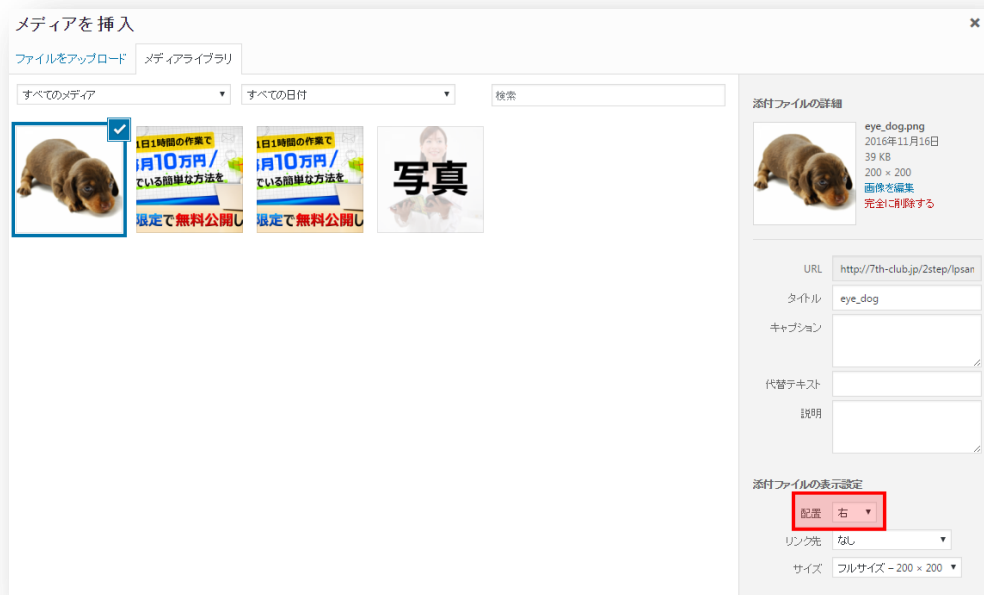 メディアを挿入
×
ファイルをアップロード
メディアライブラリ
すべてのメディア
すべての日付
検索
1日1時間の作業で
月10万円/
ている簡単な方法を
限定で無料公開し
1日1時間の作業で
月10万円/
ている簡単な方法を
限定で無料公開し
写真
添付ファイルの詳細
eye_dog.png
2016年11月16日
39 KB
200 × 200
画像を編集
完全に削除する
URL
http://7th-club.jp/2step/lpsan
タイトル
eye_dog
キャプション
代替テキスト
説明
添付ファイルの表示設定
配置
右
リンク先
なし
サイズ
フルサイズ – 200 × 200